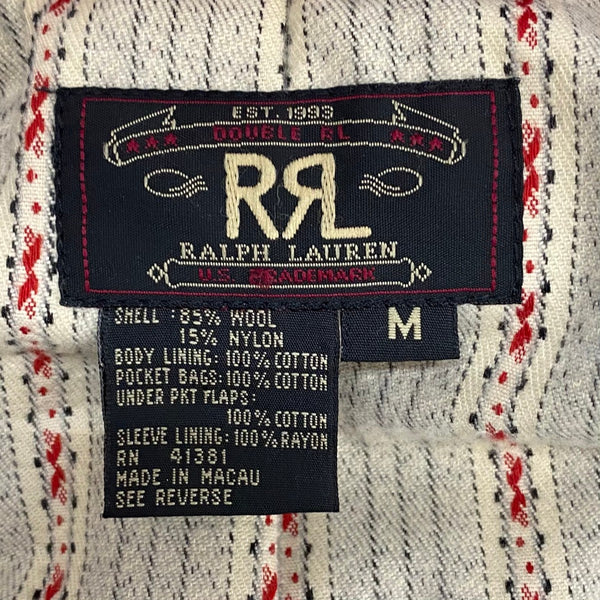 EST. 1993
DOUBLE RL
RRL
RALPH LAUREN
U.S. TRADEMARK
M
SHELL : 85% WOOL
15% NYLON
BODY LINING: 100% COTTON
POCKET BAGS: 100% COTTON
UNDER PKT FLAPS:
100% COTTON
SLEEVE LINING: 100% RAYON
RN 41381
MADE IN MACAU
SEE REVERSE